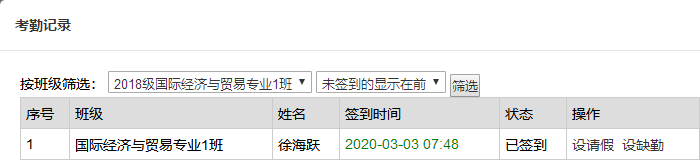 考勤记录
按班级筛选： 2018级国际经济与贸易专业1班 未签到的显示在前 筛选
序号 班级 姓名 签到时间 状态 操作
1 国际经济与贸易专业1班 徐海跃 2020-03-03 07:48 已签到 设请假 设缺勤